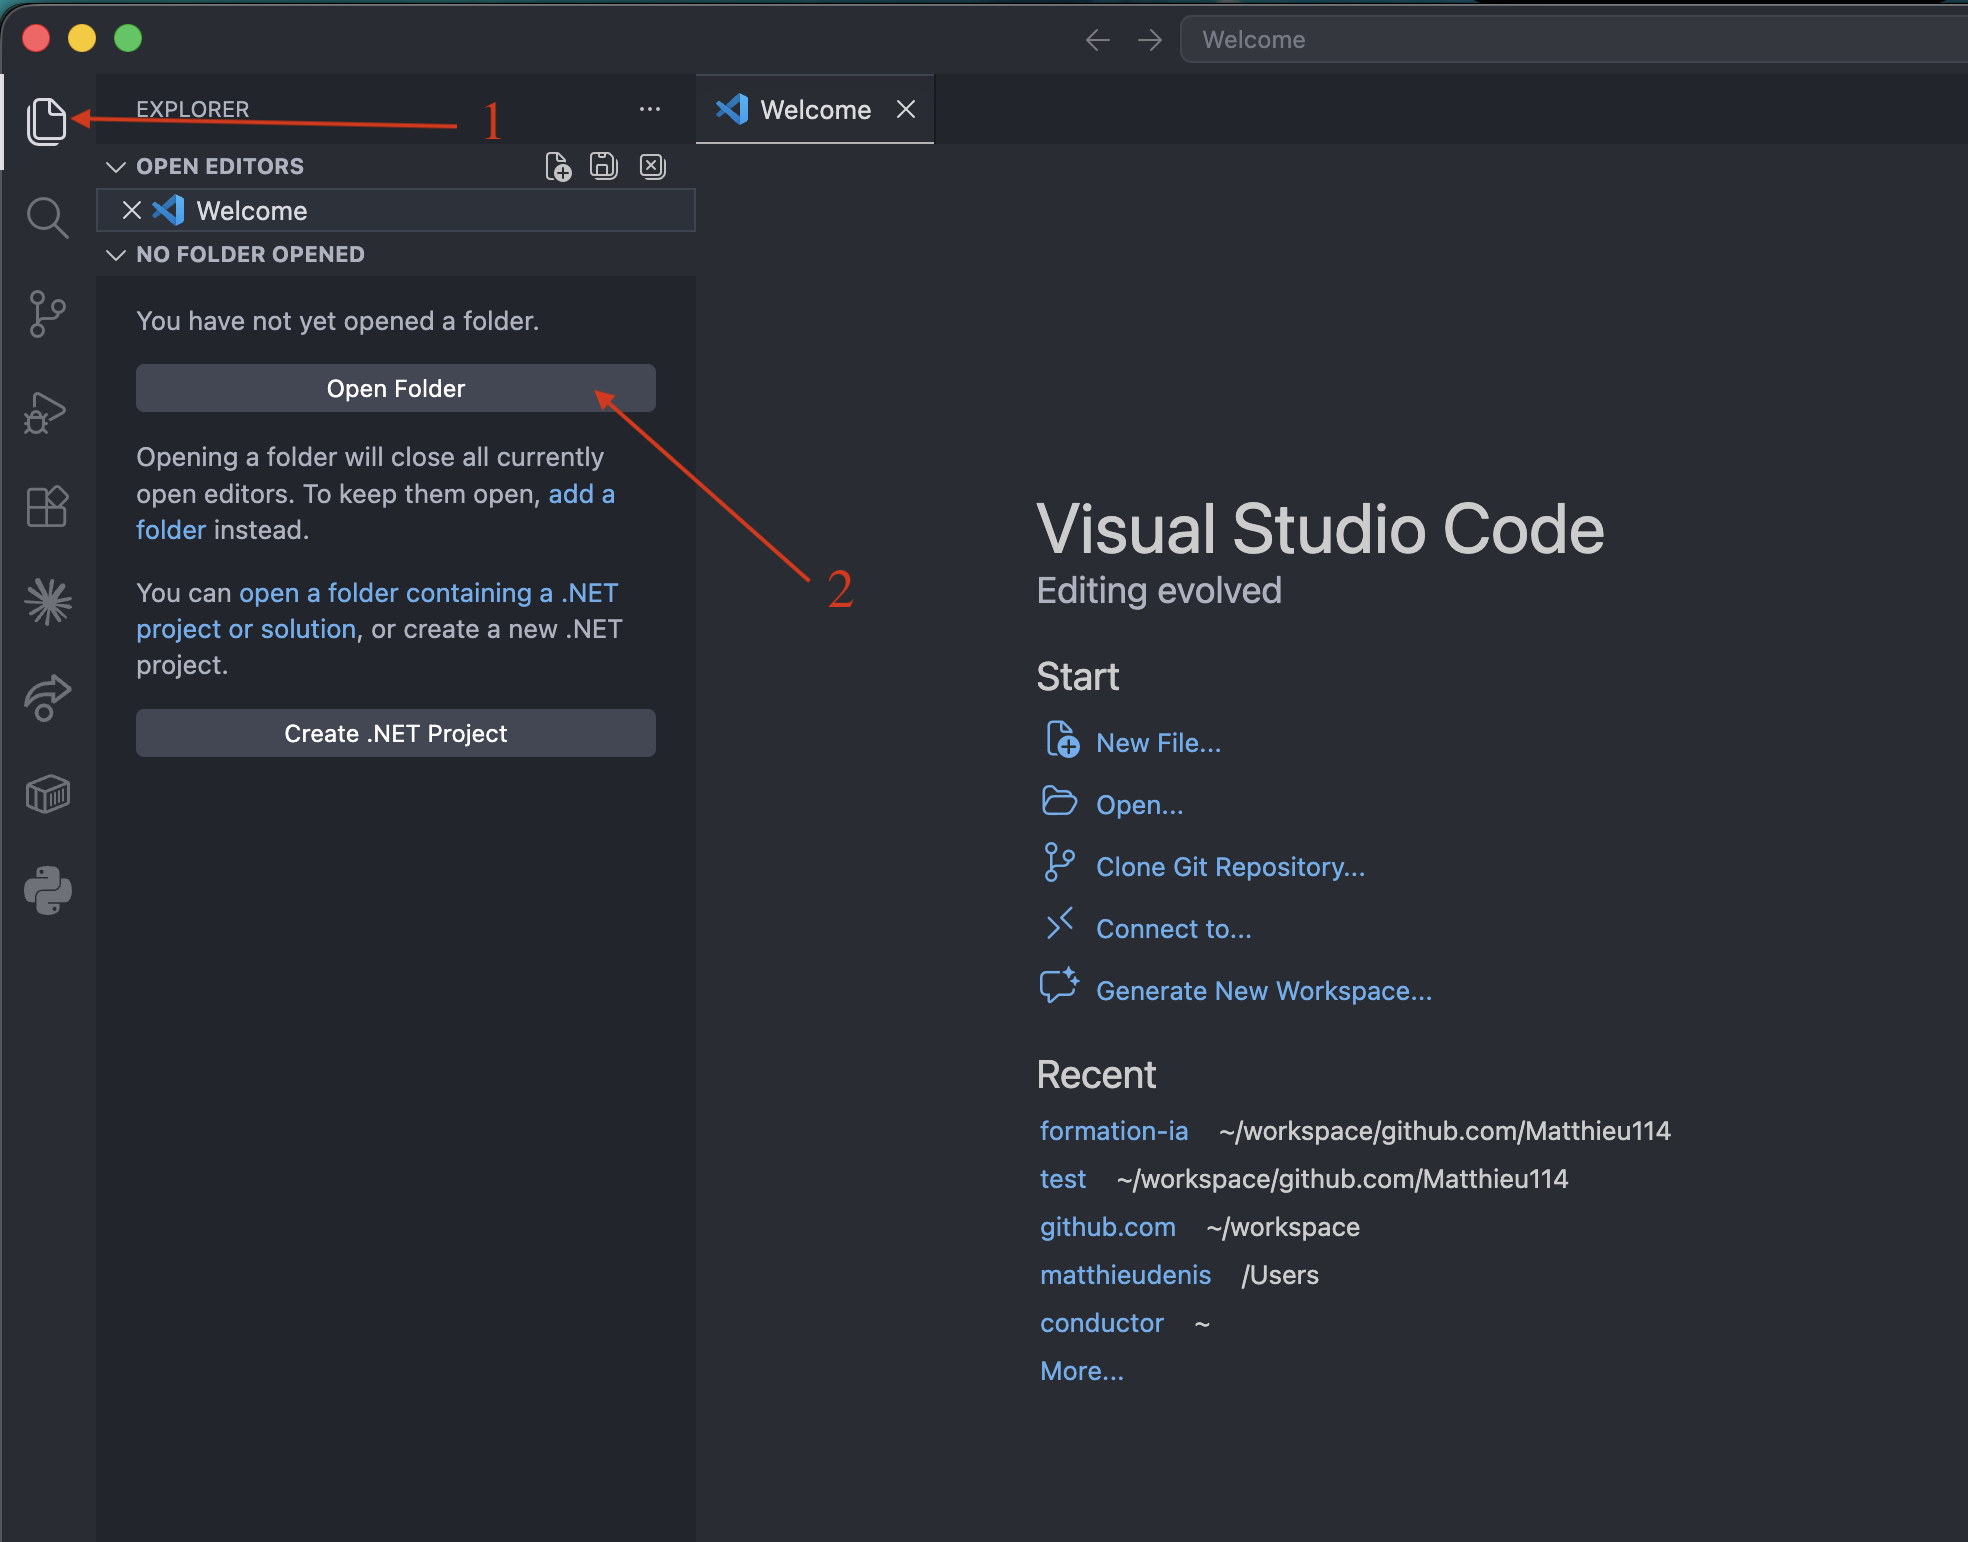 Welcome
EXPLORER
1
Welcome
OPEN EDITORS
Welcome
NO FOLDER OPENED
You have not yet opened a folder.
Open Folder
Opening a folder will close all currently
open editors. To keep them open, add a
folder instead.
You can open a folder containing a .NET
project or solution, or create a new .NET
project.
Create .NET Project
2
Visual Studio Code
Editing evolved
Start
New File...
Open...
Clone Git Repository...
Connect to...
Generate New Workspace...
Recent
formation-ia ~/workspace/github.com/Matthieu114
test ~/workspace/github.com/Matthieu114
github.com ~/workspace
matthieudenis /Users
conductor ~
More...